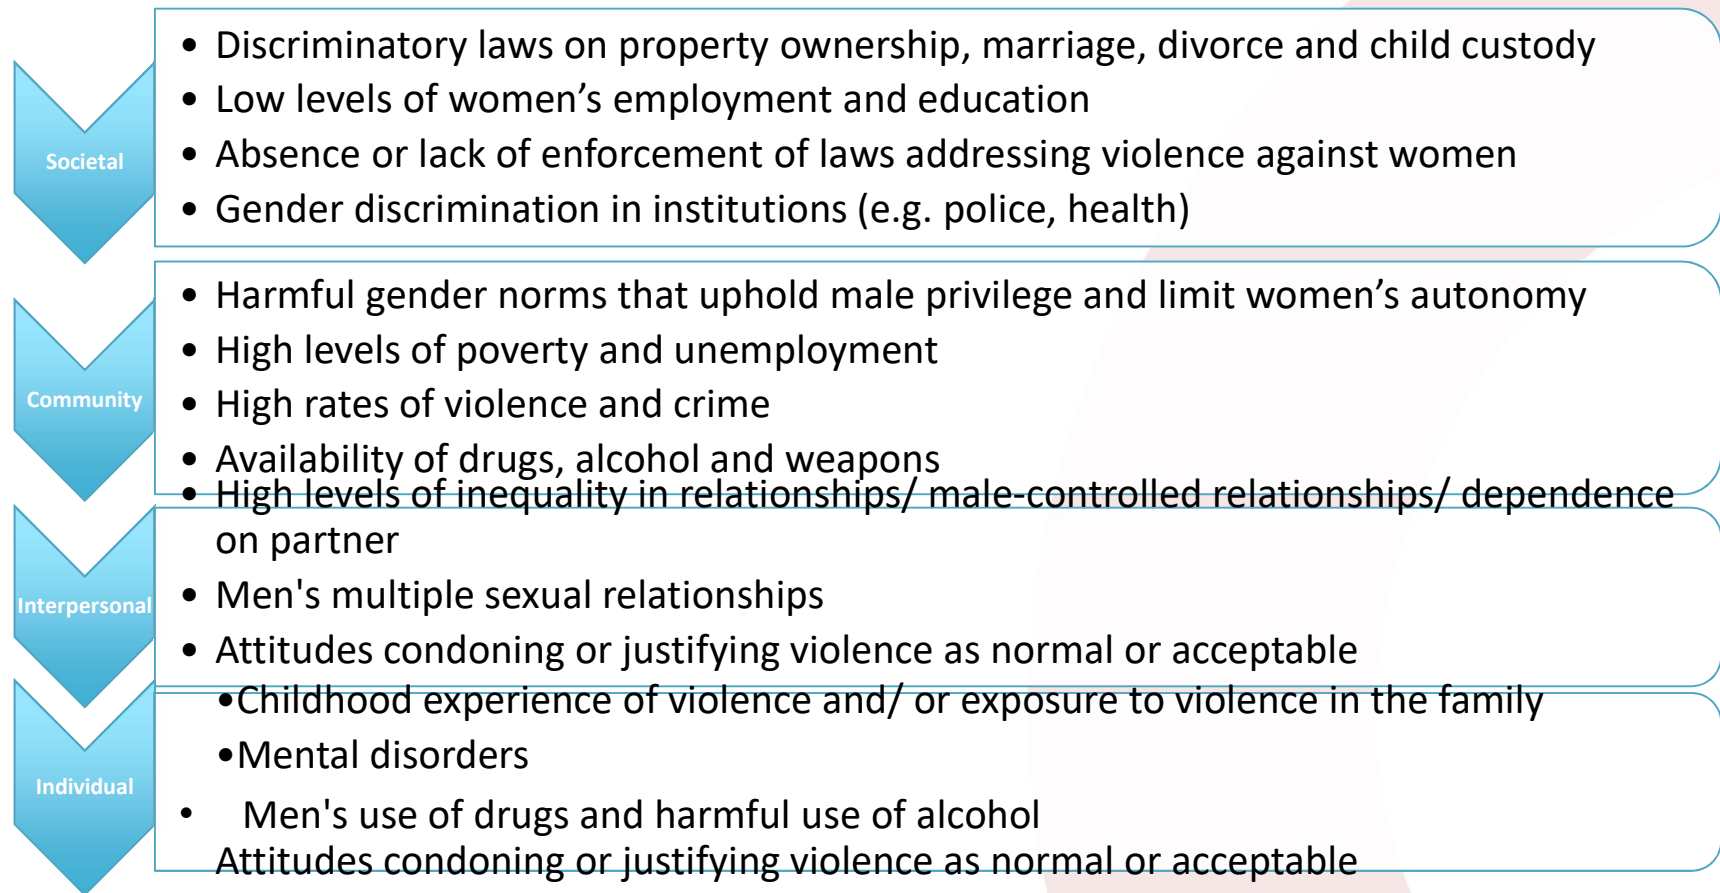 Societal
• Discriminatory laws on property ownership, marriage, divorce and child custody
• Low levels of women’s employment and education
• Absence or lack of enforcement of laws addressing violence against women
• Gender discrimination in institutions (e.g. police, health)
Community
• Harmful gender norms that uphold male privilege and limit women’s autonomy
• High levels of poverty and unemployment
• High rates of violence and crime
• Availability of drugs, alcohol and weapons
Interpersonal
• High levels of inequality in relationships/ male-controlled relationships/ dependence
on partner
• Men's multiple sexual relationships
• Attitudes condoning or justifying violence as normal or acceptable
Individual
•Childhood experience of violence and/ or exposure to violence in the family
•Mental disorders
• Men's use of drugs and harmful use of alcohol
Attitudes condoning or justifying violence as normal or acceptable